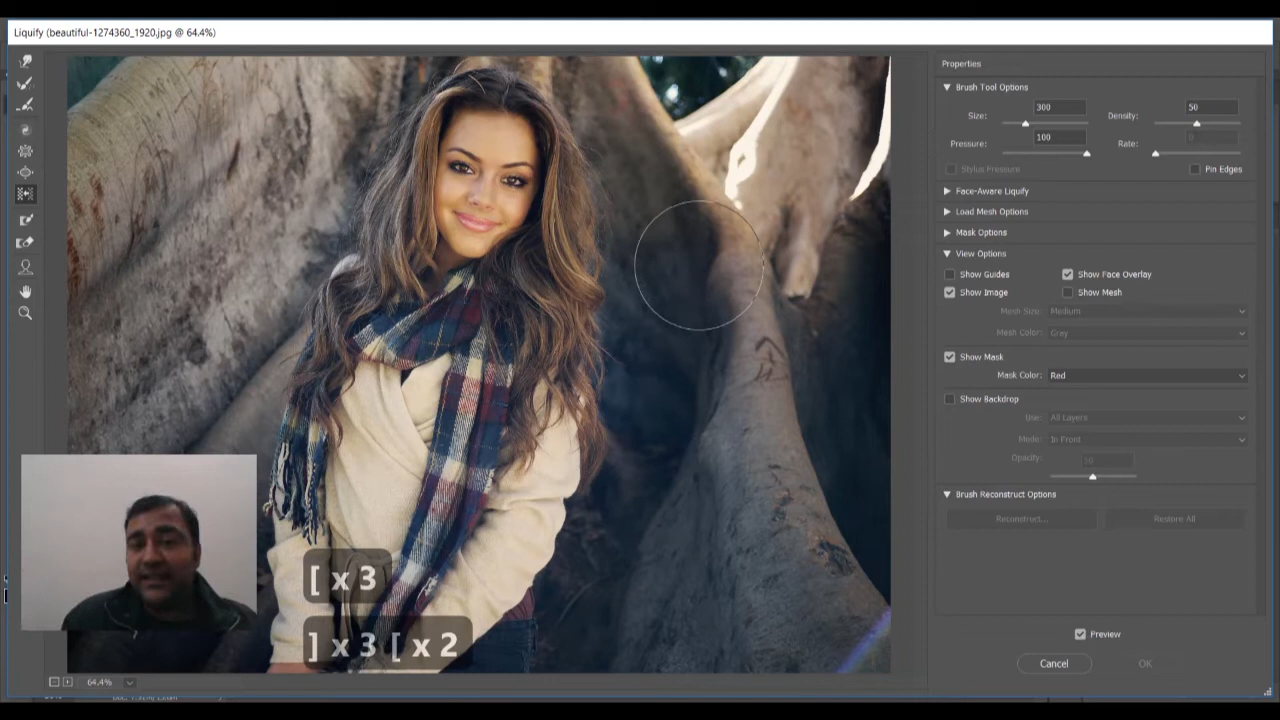 Liquify (beautiful-1274360_1920.jpg @ 64.4%)
Properties
Brush Tool Options
Size: 300 Density: 50
Pressure: 100 Rate: 0
Stylus Pressure Pin Edges
Face-Aware Liquify
Load Mesh Options
Mask Options
View Options
Show Guides Show Face Overlay
Show Image Show Mesh
Mesh Size: Medium
Mesh Color: Gray
Show Mask
Mask Color: Red
Show Backdrop
Use: All Layers
Mode: In Front
Opacity: 50
Brush Reconstruct Options
Reconstruct... Restore All
[ x 3
] x 3 [ x 2
Preview
Cancel OK
64.4%